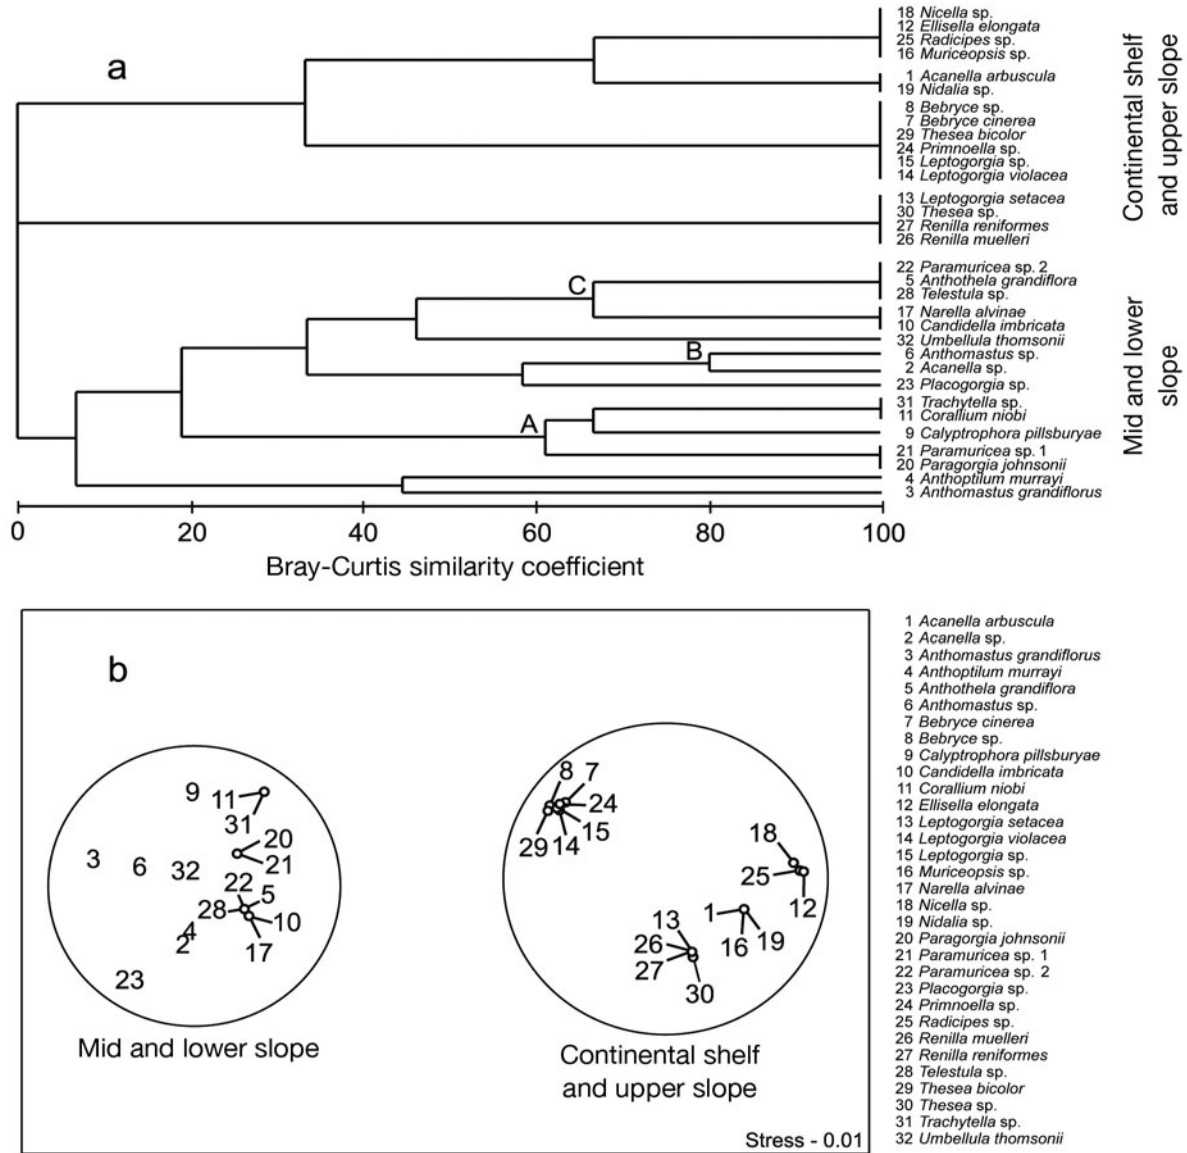 a
18 Nicella sp.
12 Ellisella elongata
25 Radicipes sp.
16 Muriceopsis sp.
1 Acanella arbuscula
19 Nidalia sp.
8 Bebryce sp.
7 Bebryce cinerea
29 Thesea bicolor
24 Primnoella sp.
15 Leptogorgia sp.
14 Leptogorgia violacea
13 Leptogorgia setacea
30 Thesea sp.
27 Renilla reniformes
26 Renilla muelleri
Continental shelf
and upper slope
22 Paramuricea sp. 2
5 Anthothela grandiflora
28 Telestula sp.
17 Narella alvinae
10 Candidella imbricata
32 Umbellula thomsonii
6 Anthomastus sp.
2 Acanella sp.
23 Placogorgia sp.
31 Trachytella sp.
11 Corallium niobi
9 Calyptrophora pillsburyae
21 Paramuricea sp. 1
20 Paragorgia johnsonii
4 Anthoptilum murrayi
3 Anthomastus grandiflorus
Mid and lower
slope
C
B
A
0 20 40 60 80 100
Bray-Curtis similarity coefficient
b
9 11
31
20
21
3 6 32
22 5
28 10
4
2 17
23
Mid and lower slope
8 7
24
15
29 14
18
25
12
1
16 19
13
26
27
30
Continental shelf
and upper slope
Stress - 0.01
1 Acanella arbuscula
2 Acanella sp.
3 Anthomastus grandiflorus
4 Anthoptilum murrayi
5 Anthothela grandiflora
6 Anthomastus sp.
7 Bebryce cinerea
8 Bebryce sp.
9 Calyptrophora pillsburyae
10 Candidella imbricata
11 Corallium niobi
12 Ellisella elongata
13 Leptogorgia setacea
14 Leptogorgia violacea
15 Leptogorgia sp.
16 Muriceopsis sp.
17 Narella alvinae
18 Nicella sp.
19 Nidalia sp.
20 Paragorgia johnsonii
21 Paramuricea sp. 1
22 Paramuricea sp. 2
23 Placogorgia sp.
24 Primnoella sp.
25 Radicipes sp.
26 Renilla muelleri
27 Renilla reniformes
28 Telestula sp.
29 Thesea bicolor
30 Thesea sp.
31 Trachytella sp.
32 Umbellula thomsonii